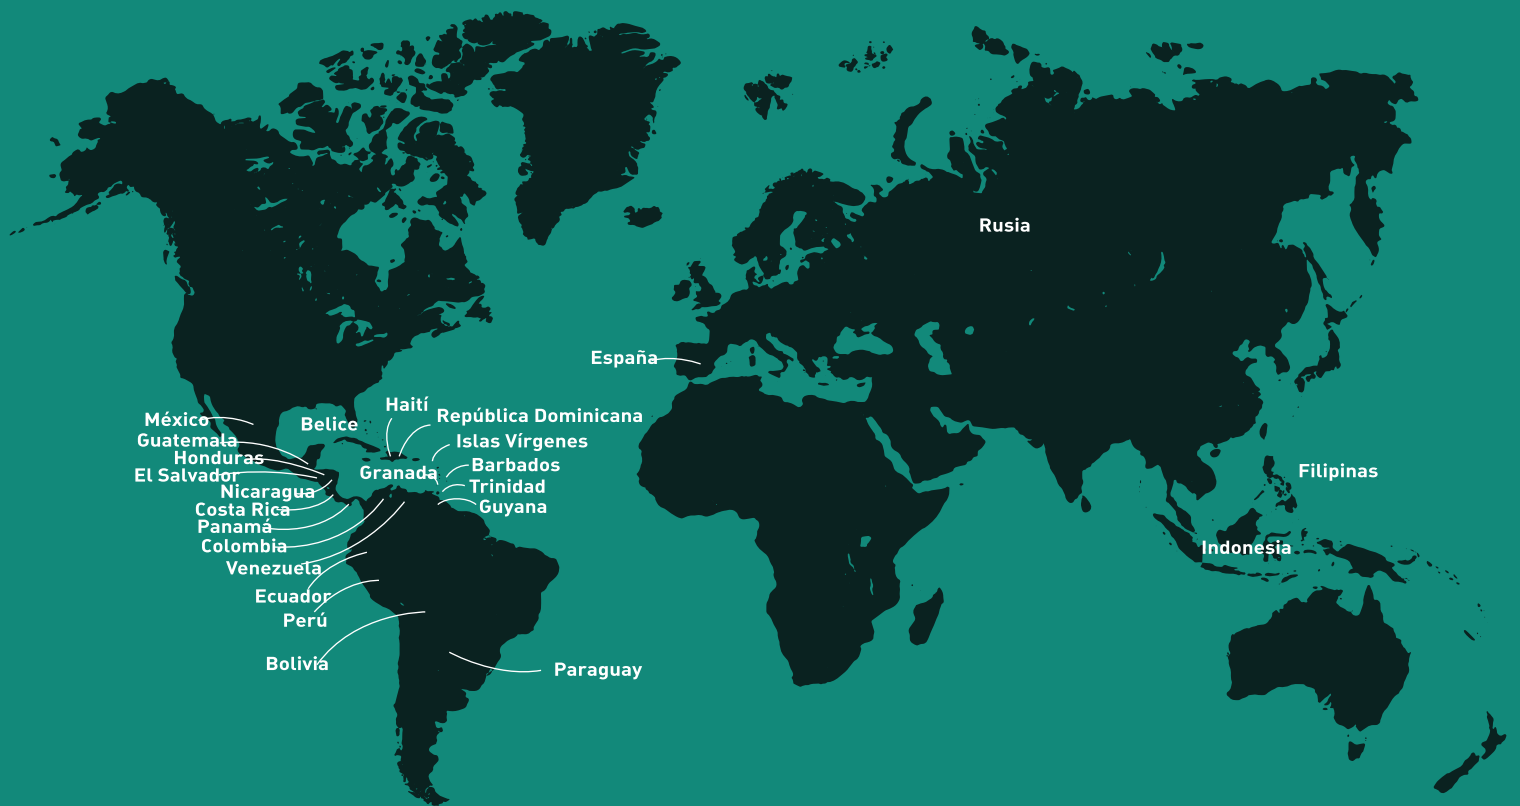 Rusia
España
Haití
República Dominicana
México
Belice
Guatemala
Islas Vírgenes
Honduras
Barbados
Granada
El Salvador
Filipinas
Trinidad
Nicaragua
Guyana
Costa Rica
Panamá
Colombia
Indonesia
Venezuela
Ecuador
Perú
Bolivia
Paraguay